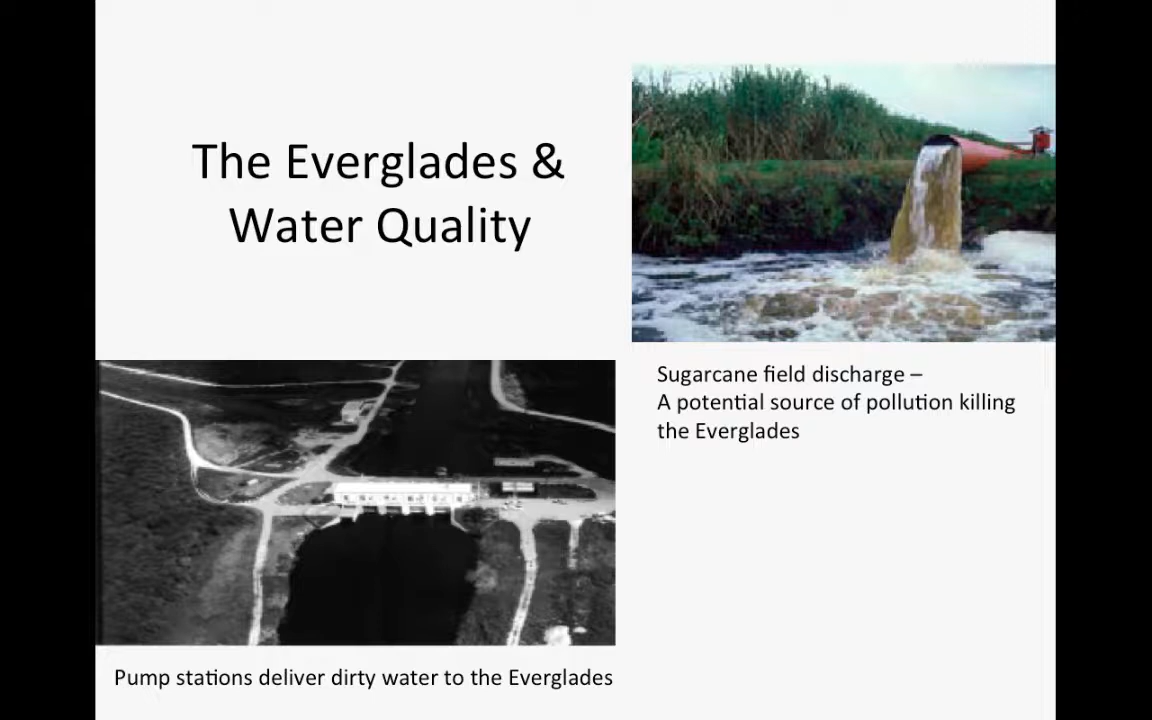 The Everglades &
Water Quality
Sugarcane field discharge –
A potential source of pollution killing
the Everglades
Pump stations deliver dirty water to the Everglades